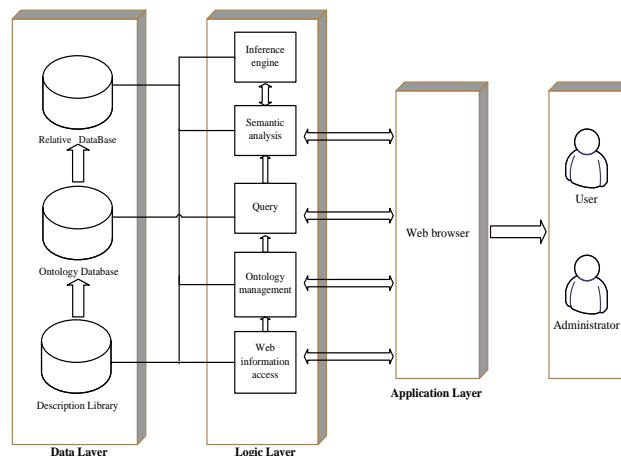 Relative DataBase
Ontology Database
Description Library
Data Layer
Inference
engine
Semantic
analysis
Query
Ontology
management
Web
information
access
Logic Layer
Web browser
Application Layer
User
Administrator